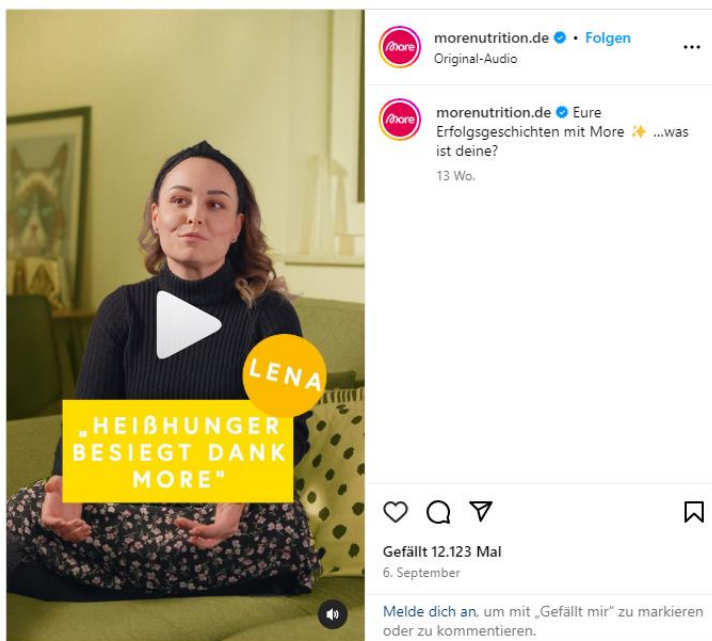 morenutrition.de • Folgen
Original-Audio
morenutrition.de Eure
Erfolgsgeschichten mit More ✨ ...was
ist deine?
13 Wo.
More
More
LENA
„HEIßHUNGER
BESIEGT DANK
MORE"
Gefällt 12.123 Mal
6. September
Melde dich an, um mit „Gefällt mir“ zu markieren
oder zu kommentieren.